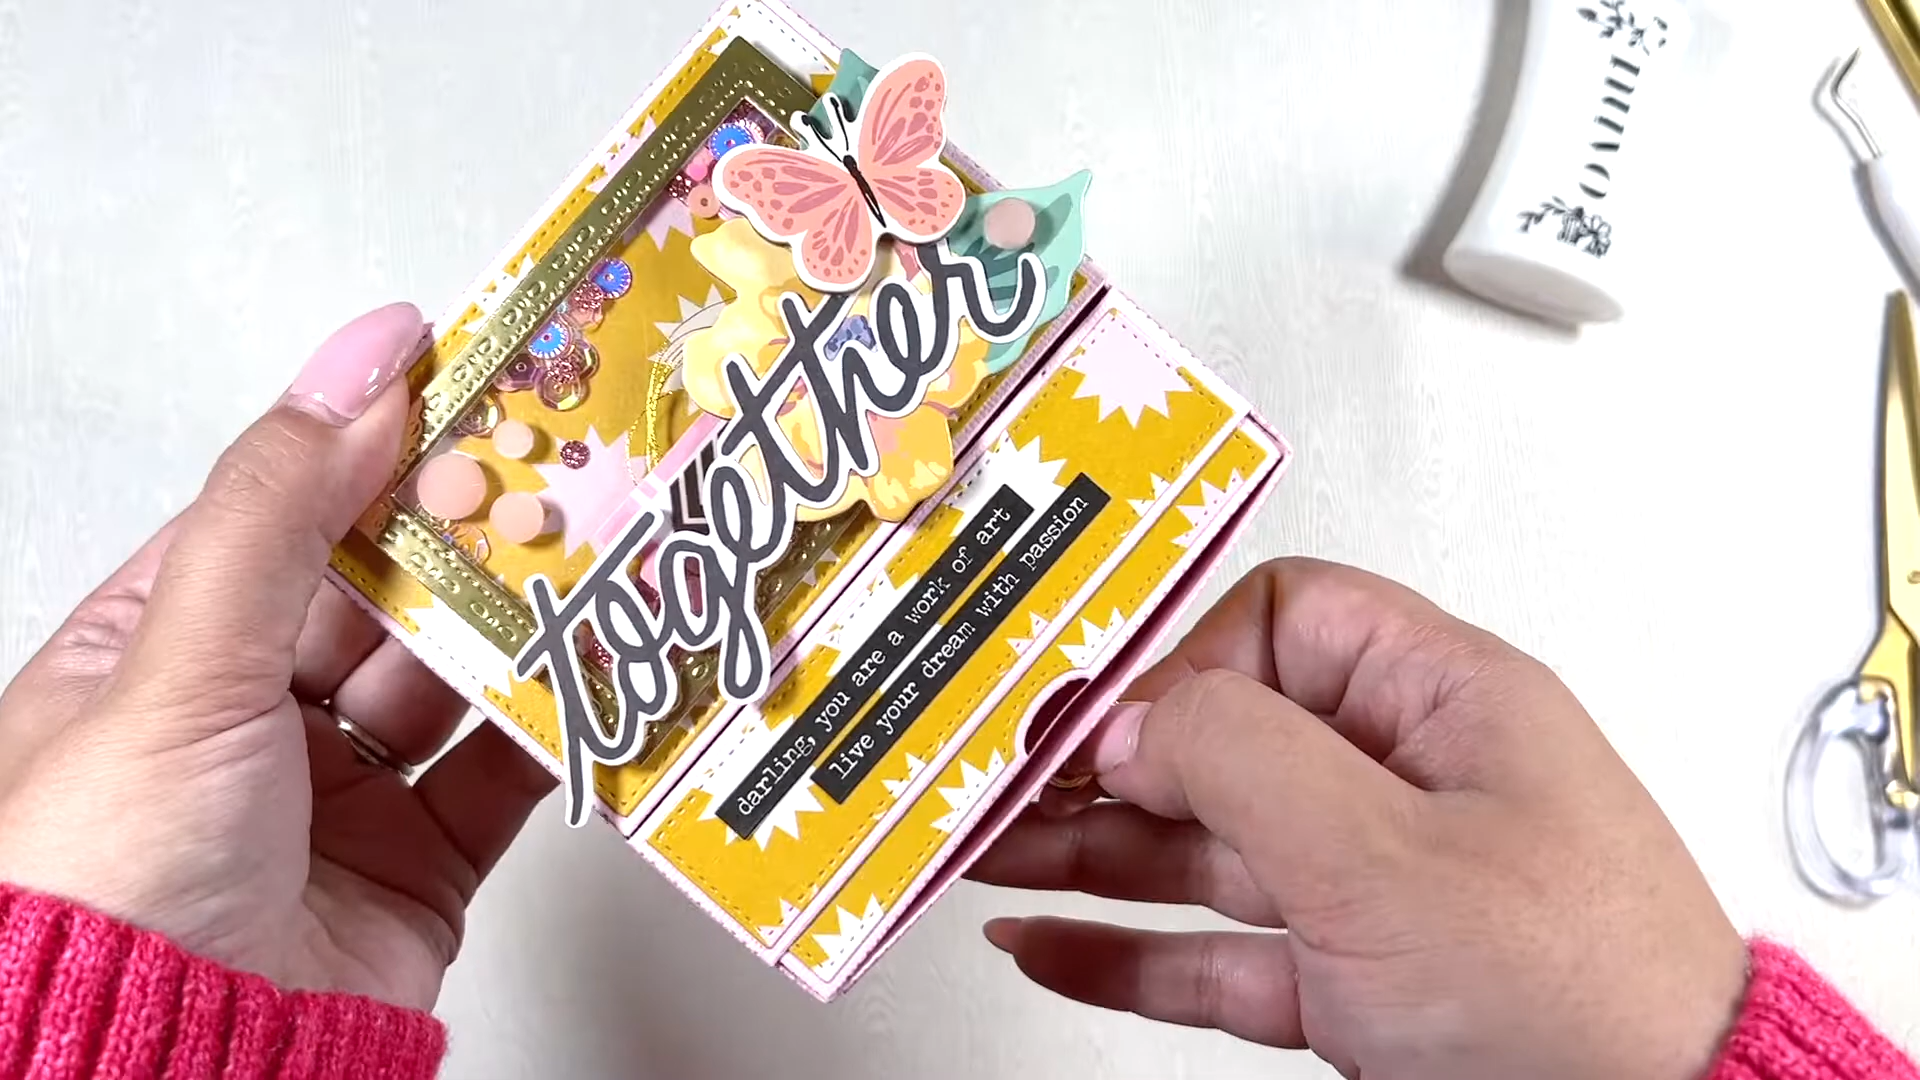 together
darling, you are a work of art
live your dream with passion